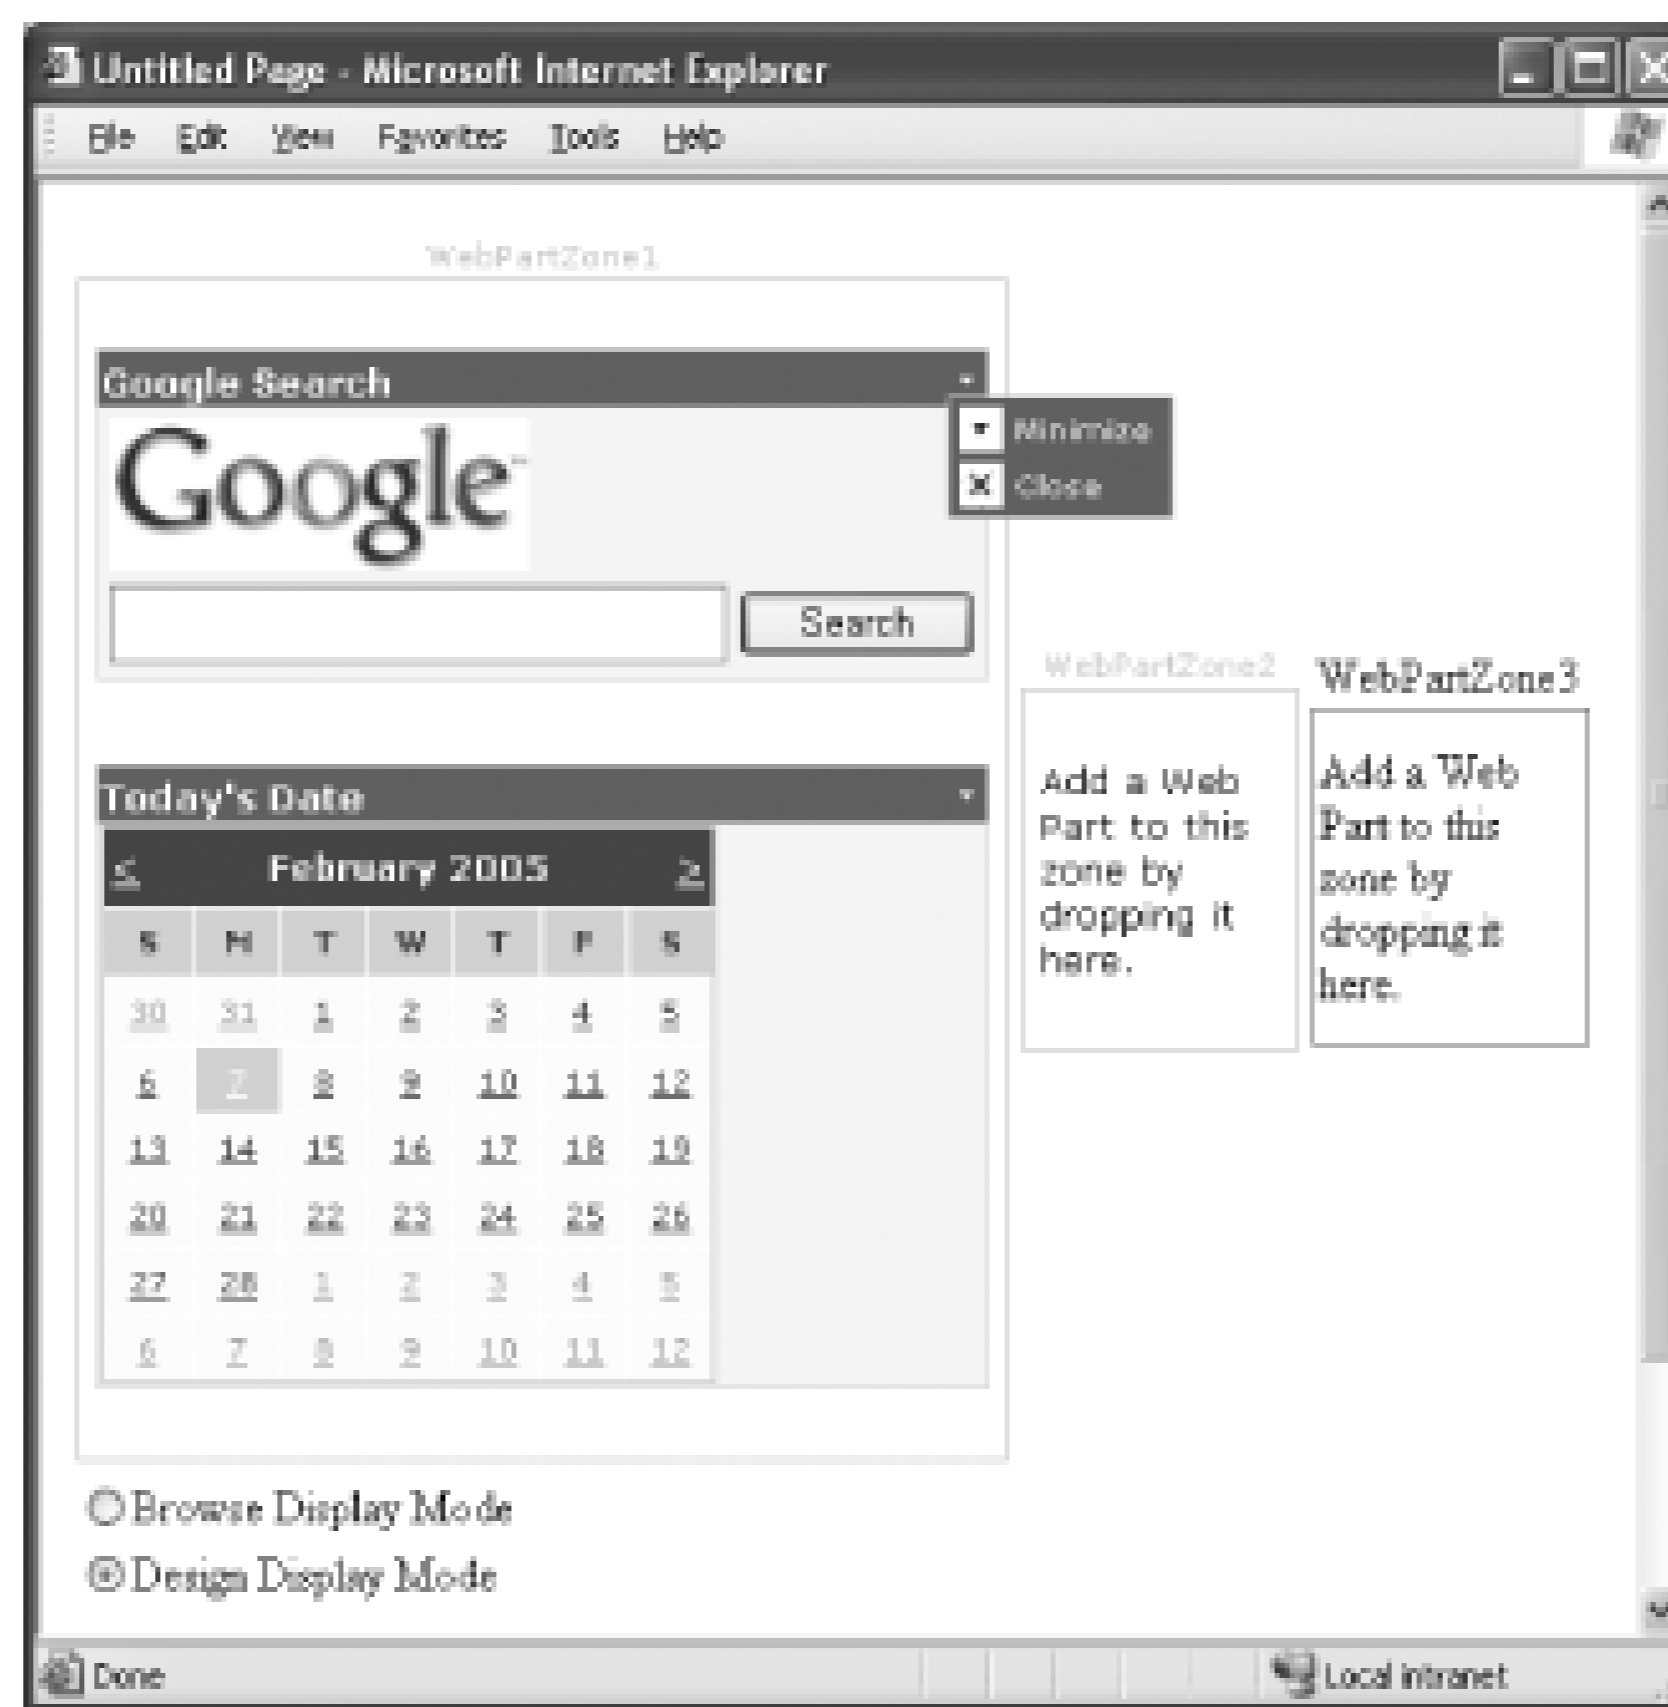 Untitled Page - Microsoft Internet Explorer
File Edit View Favorites Tools Help
WebPartZone1
Google Search
Minimize
Close
Google™
Search
WebPartZone2
Add a Web
Part to this
zone by
dropping it
here.
WebPartZone3
Add a Web
Part to this
zone by
dropping it
here.
Today's Date
< February 2005 >
S M T W T F S
30 31 1 2 3 4 5
6 7 8 9 10 11 12
13 14 15 16 17 18 19
20 21 22 23 24 25 26
27 28 1 2 3 4 5
6 7 8 9 10 11 12
Browse Display Mode
Design Display Mode
Done
Local intranet